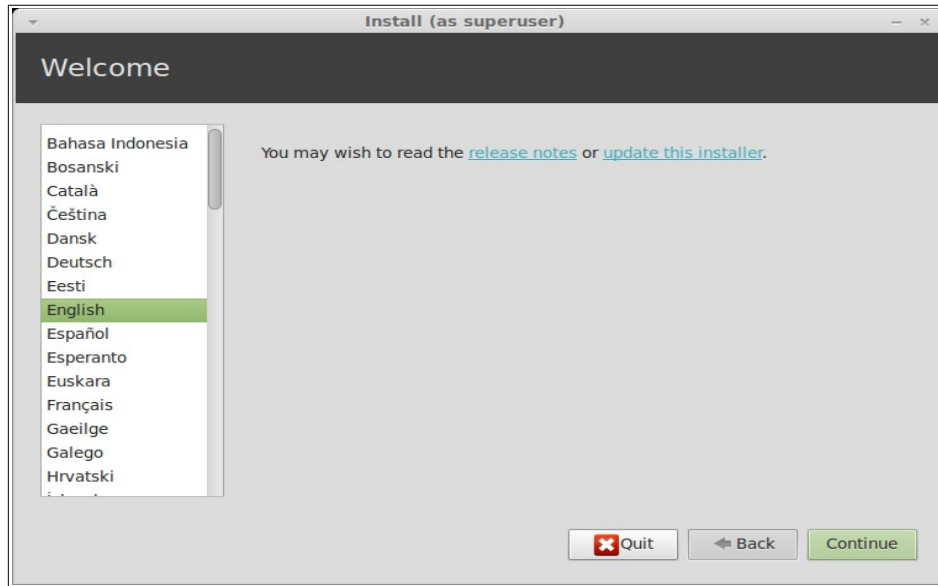 Install (as superuser)
Welcome
Bahasa Indonesia
Bosanski
Català
Čeština
Dansk
Deutsch
Eesti
English
Español
Esperanto
Euskara
Français
Gaeilge
Galego
Hrvatski
You may wish to read the release notes or update this installer.
Quit
Back
Continue